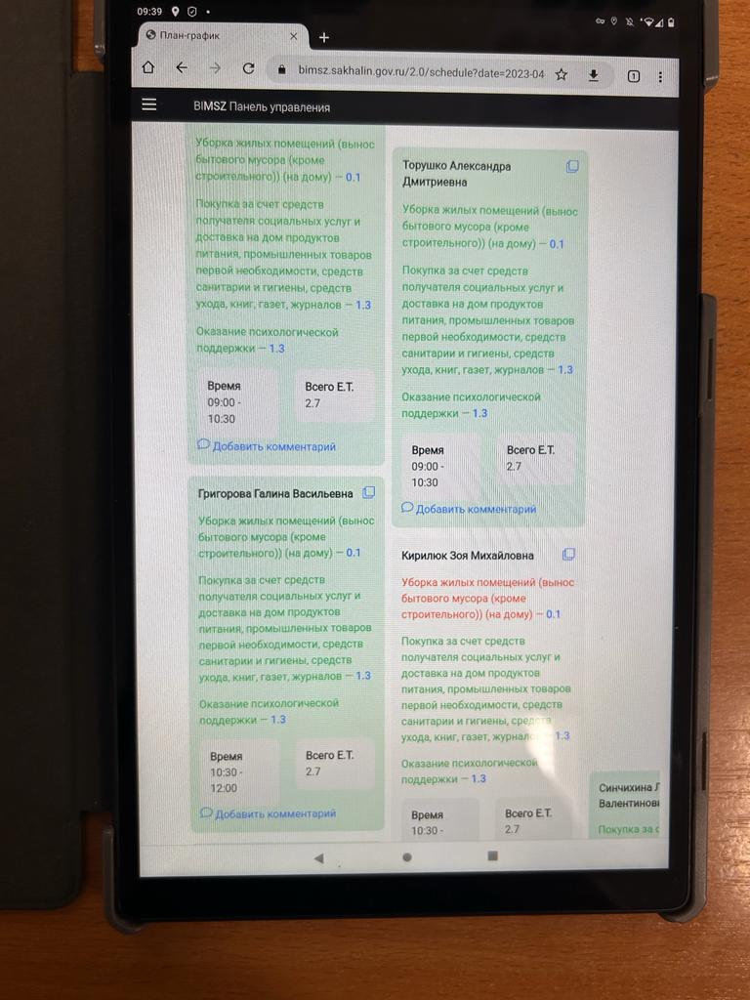 09:39
План-график
bimsz.sakhalin.gov.ru/2.0/schedule?date=2023-04
1
BIMSZ Панель управления
Уборка жилых помещений (вынос
бытового мусора (кроме
строительного)) (на дому) — 0.1
Покупка за счет средств
получателя социальных услуг и
доставка на дом продуктов
питания, промышленных товаров
первой необходимости, средств
санитарии и гигиены, средств
ухода, книг, газет, журналов — 1.3
Оказание психологической
поддержки — 1.3
Время
09:00 -
10:30
Всего Е.Т.
2.7
Добавить комментарий
Григорова Галина Васильевна
Уборка жилых помещений (вынос
бытового мусора (кроме
строительного)) (на дому) — 0.1
Покупка за счет средств
получателя социальных услуг и
доставка на дом продуктов
питания, промышленных товаров
первой необходимости, средств
санитарии и гигиены, средств
ухода, книг, газет, журналов — 1.3
Оказание психологической
поддержки — 1.3
Время
10:30 -
12:00
Всего Е.Т.
2.7
Добавить комментарий
Торушко Александра
Дмитриевна
Уборка жилых помещений (вынос
бытового мусора (кроме
строительного)) (на дому) — 0.1
Покупка за счет средств
получателя социальных услуг и
доставка на дом продуктов
питания, промышленных товаров
первой необходимости, средств
санитарии и гигиены, средств
ухода, книг, газет, журналов — 1.3
Оказание психологической
поддержки — 1.3
Время
09:00 -
10:30
Всего Е.Т.
2.7
Добавить комментарий
Кирилюк Зоя Михайловна
Уборка жилых помещений (вынос
бытового мусора (кроме
строительного)) (на дому) — 0.1
Покупка за счет средств
получателя социальных услуг и
доставка на дом продуктов
питания, промышленных товаров
первой необходимости, средств
санитарии и гигиены, средств
ухода, книг, газет, журнало 1.3
Оказание психологической
поддержки — 1.3
Время
10:30 -
Всего Е.Т.
2.7
Синчихина Л
Валентинов
Покупка за с